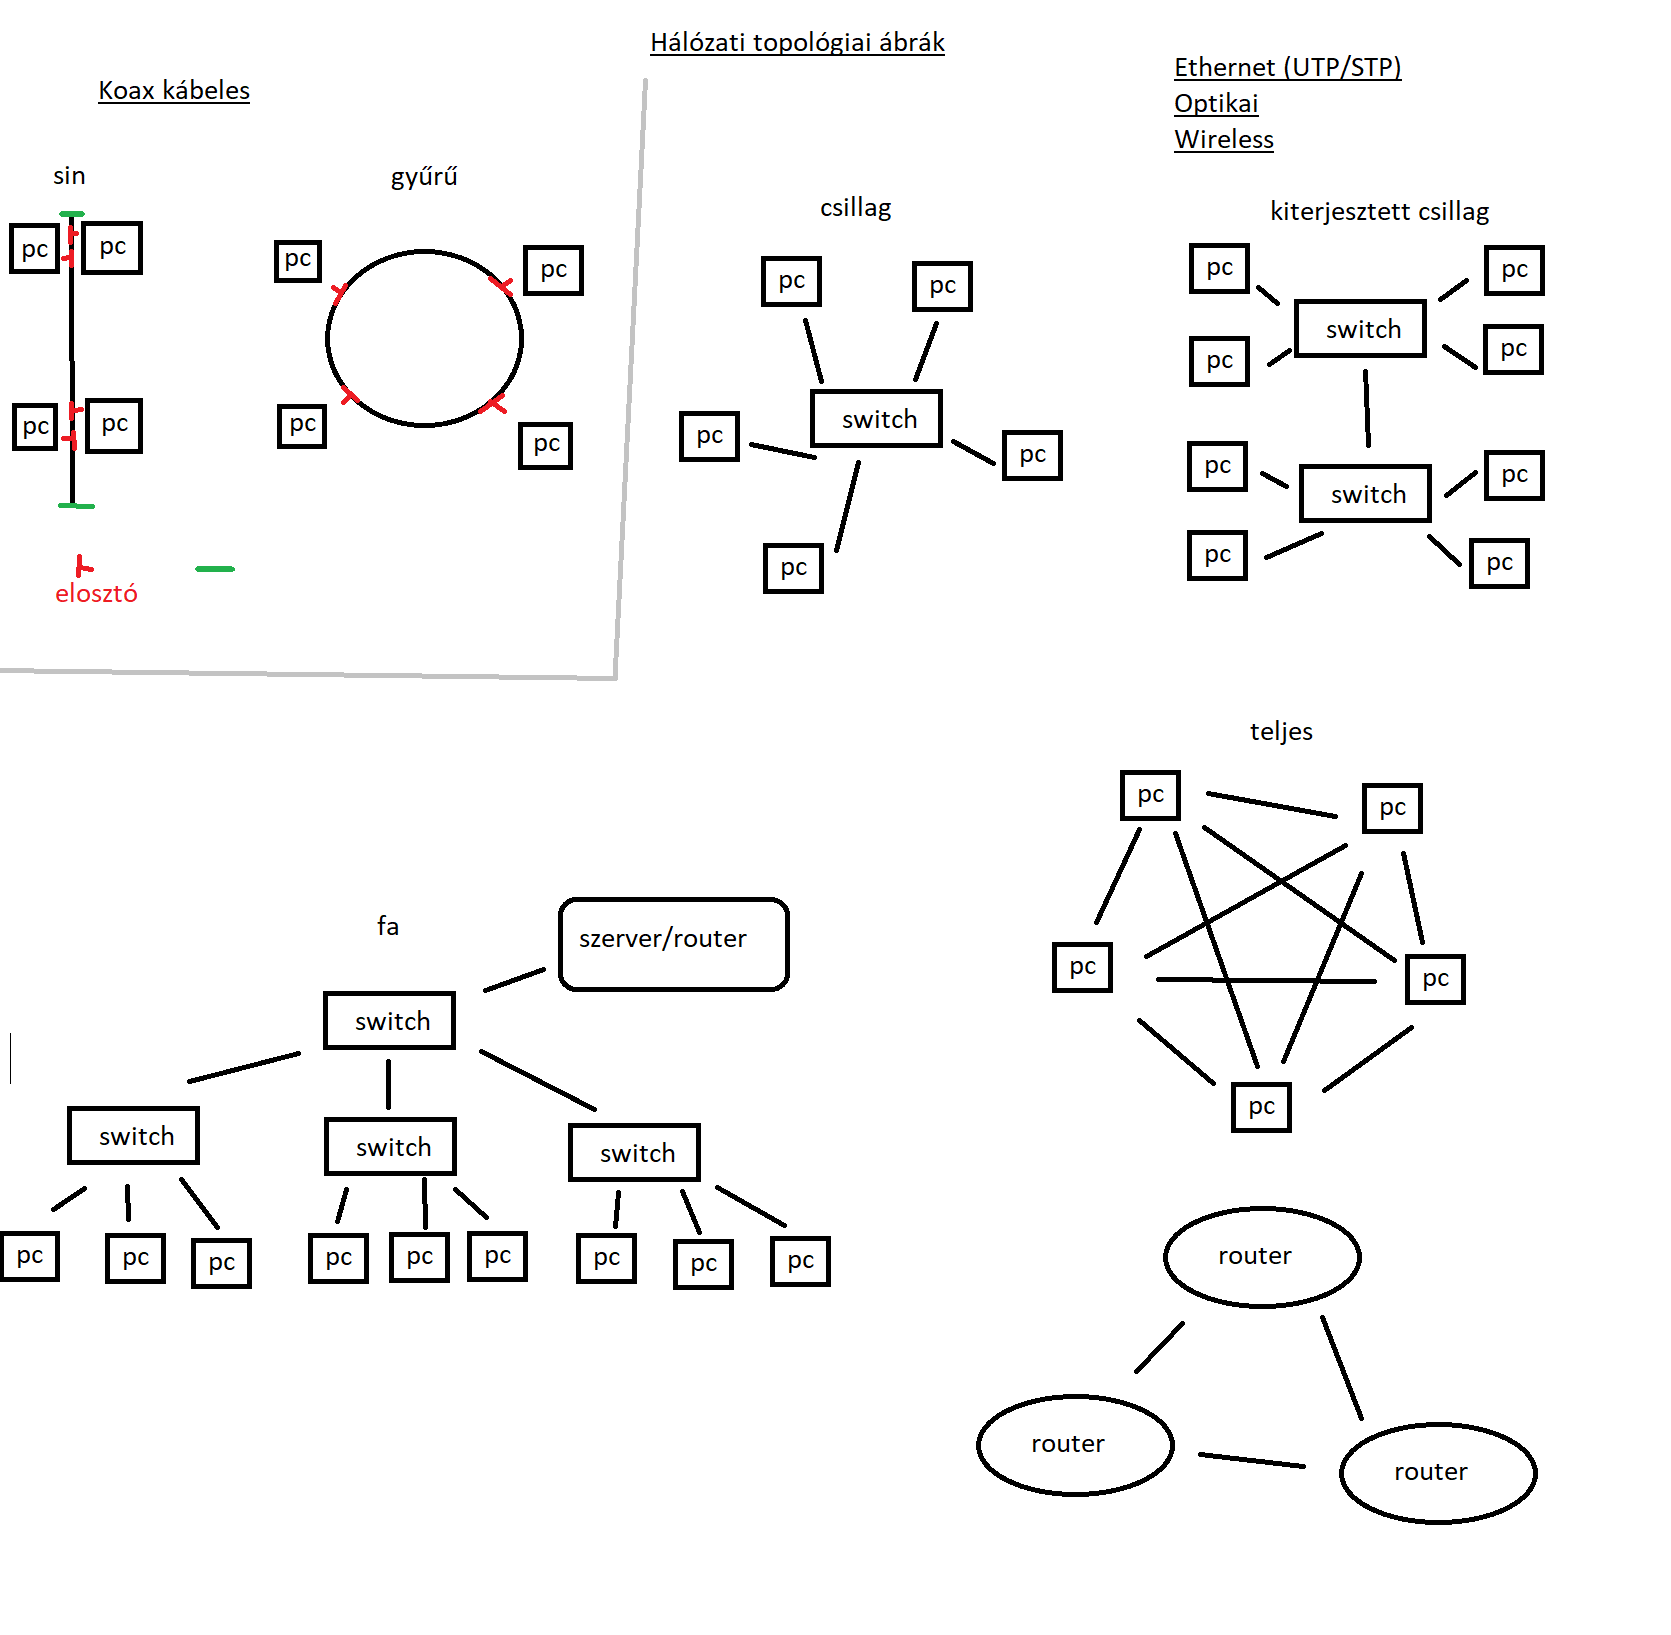 Hálózati topológiai ábrák
Koax kábeles
Ethernet (UTP/STP)
Optikai
Wireless
sin
gyűrű
pc
pc
pc
pc
pc
pc
pc
pc
elosztó
csillag
pc
pc
switch
pc
pc
pc
kiterjesztett csillag
pc
pc
switch
pc
pc
pc
pc
switch
pc
pc
teljes
pc
pc
pc
pc
pc
fa
szerver/router
switch
switch
switch
switch
pc
pc
pc
pc
pc
pc
pc
pc
pc
router
router
router